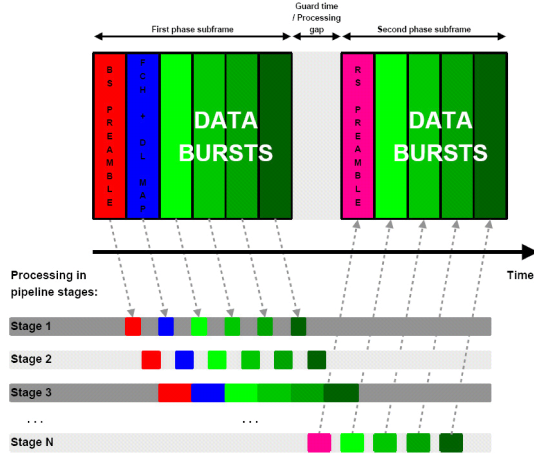 Guard time
/ Processing
gap
First phase subframe
Second phase subframe
BS PREAMBLE
FCH + DL MAP
DATA
BURSTS
RS PREAMBLE
DATA
BURSTS
Time
Processing in
pipeline stages:
Stage 1
Stage 2
Stage 3
. . .
. . .
Stage N